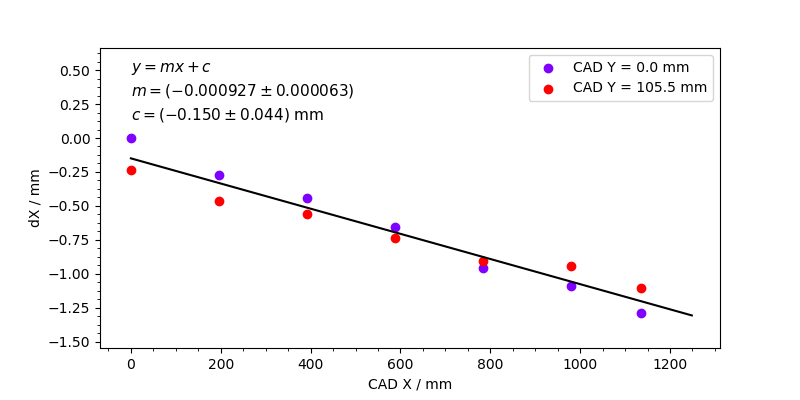 y = mx + c
m = (−0.000927 ± 0.000063)
c = (−0.150 ± 0.044) mm
CAD Y = 0.0 mm
CAD Y = 105.5 mm
0.50
0.25
0.00
−0.25
−0.50
−0.75
−1.00
−1.25
−1.50
dX / mm
0 200 400 600 800 1000 1200
CAD X / mm